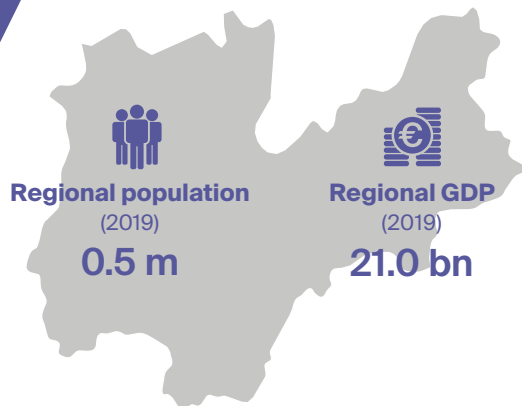 Regional population
(2019)
0.5 m
€
Regional GDP
(2019)
21.0 bn